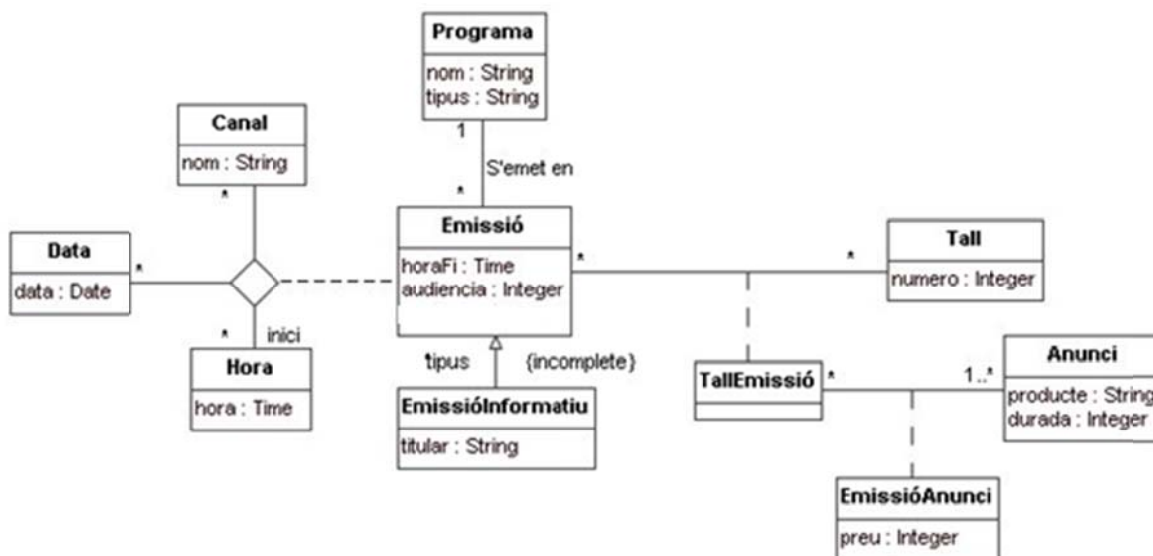 Programa
nom : String
tipus : String
1
S'emet en
*
Canal
nom : String
*
Data
data : Date
*
*
inici
Hora
hora : Time
Emissió
horaFi : Time
audiencia : Integer
*
*
Tall
numero : Integer
tipus
{incomplete}
EmissióInformatiu
titular : String
TallEmissió
*
1..*
Anunci
producte : String
durada : Integer
EmissióAnunci
preu : Integer